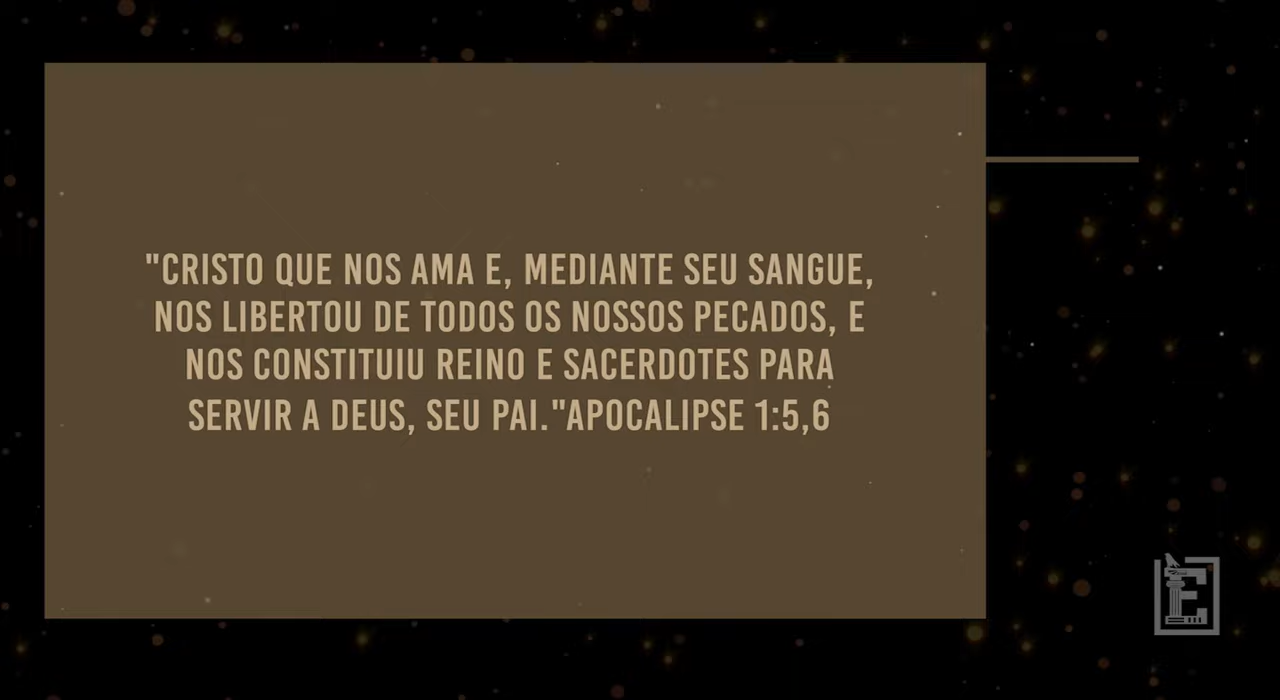 "CRISTO QUE NOS AMA E, MEDIANTE SEU SANGUE,
NOS LIBERTOU DE TODOS OS NOSSOS PECADOS, E
NOS CONSTITUIU REINO E SACERDOTES PARA
SERVIR A DEUS, SEU PAI."APOCALIPSE 1:5,6
E